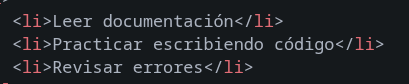 <li>Leer documentación</li>
<li>Practicar escribiendo código</li>
<li>Revisar errores</li>